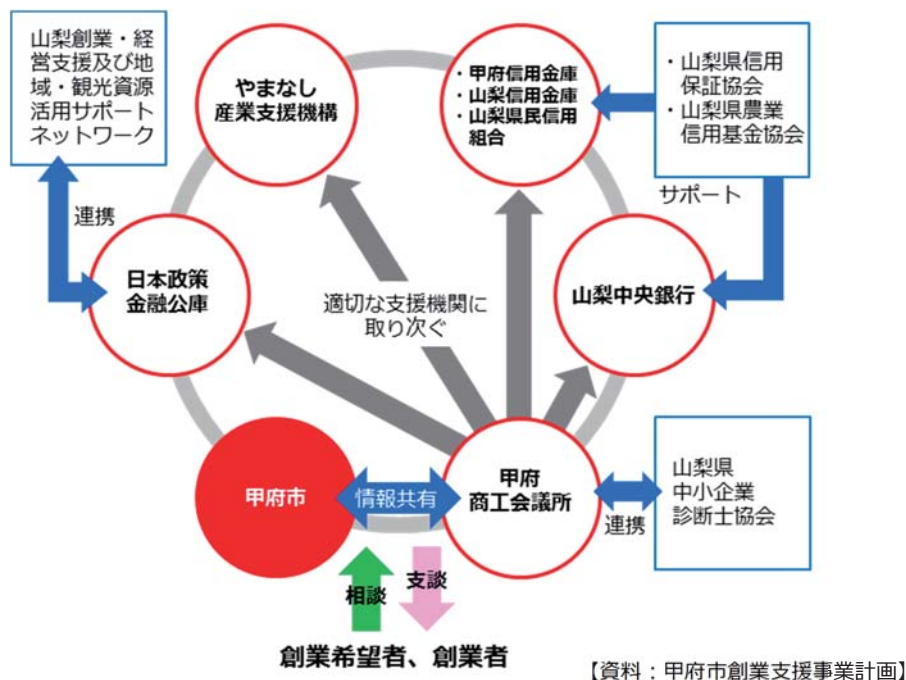 山梨創業・経
営支援及び地
域・観光資源
活用サポート
ネットワーク
やまなし
産業支援機構
・甲府信用金庫
・山梨信用金庫
・山梨県民信用
組合
・山梨県信用
保証協会
・山梨県農業
信用基金協会
連携
サポート
日本政策
金融公庫
適切な支援機関に
取り次ぐ
山梨中央銀行
甲府市
情報共有
甲府
商工会議所
連携
山梨県
中小企業
診断士協会
相談
支談
創業希望者、創業者
【資料：甲府市創業支援事業計画】